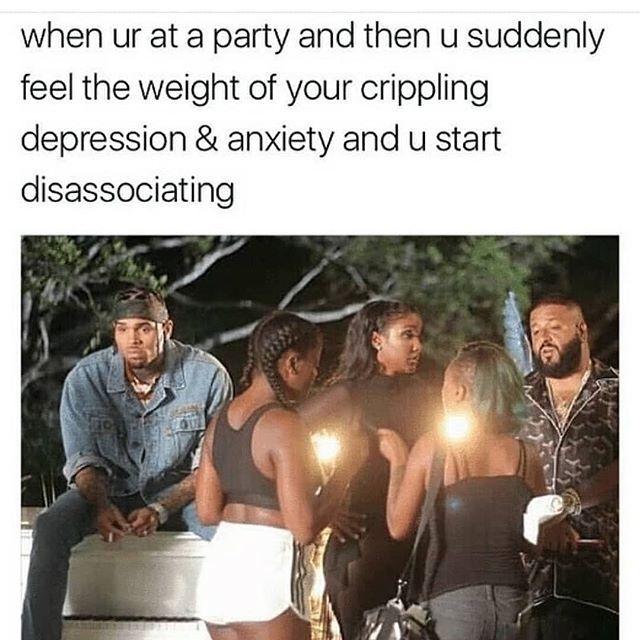 when ur at a party and then u suddenly
feel the weight of your crippling
depression & anxiety and u start
disassociating